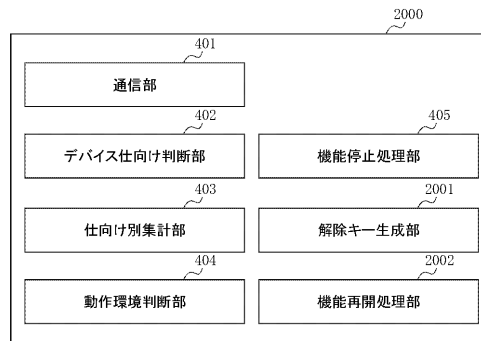 2000
401
通信部
402
デバイス仕向け判断部
405
機能停止処理部
403
仕向け別集計部
2001
解除キー生成部
404
動作環境判断部
2002
機能再開処理部